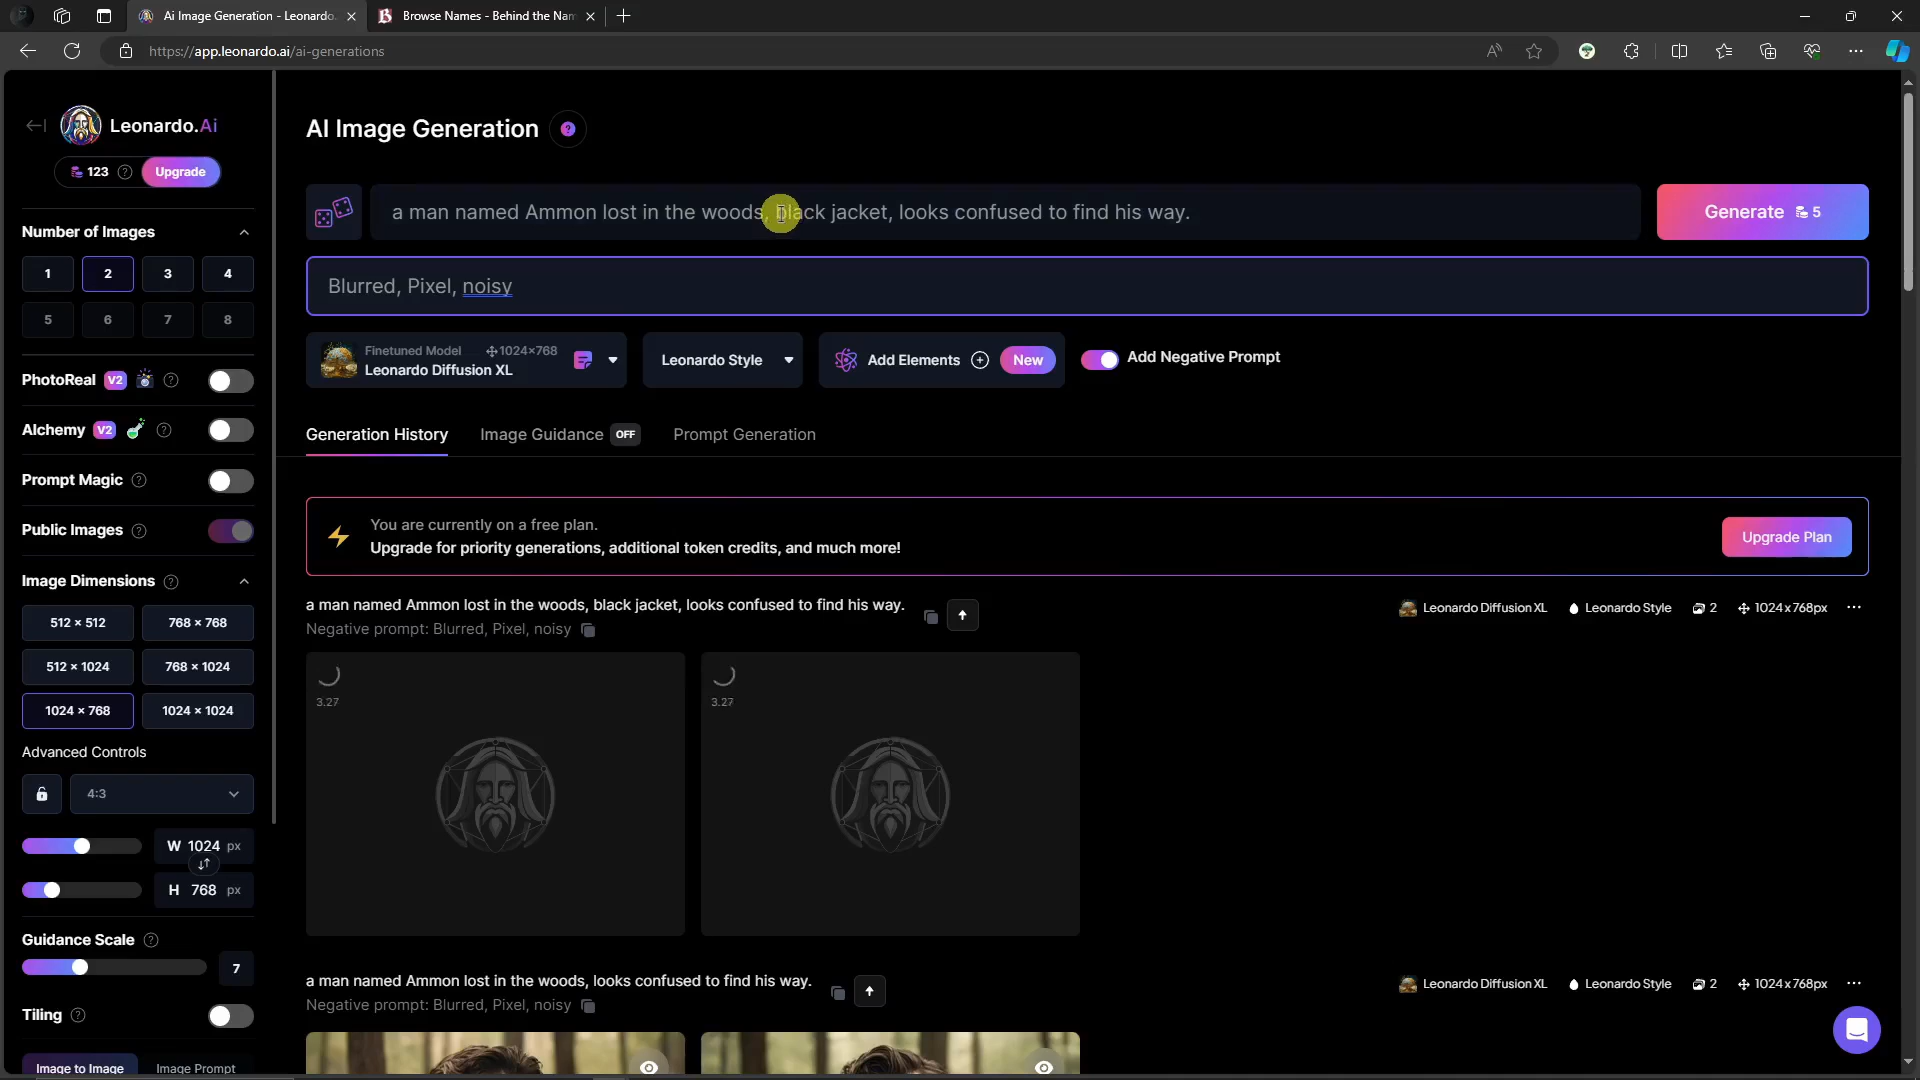 Ai Image Generation - Leonardo.
Browse Names - Behind the Nam
https://app.leonardo.ai/ai-generations
Leonardo.Ai
123
Upgrade
Number of Images
1
2
3
4
5
6
7
8
PhotoReal V2
Alchemy V2
Prompt Magic
Public Images
Image Dimensions
512 × 512
768 × 768
512 × 1024
768 × 1024
1024 × 768
1024 × 1024
Advanced Controls
4:3
W 1024 px
H 768 px
Guidance Scale
7
Tiling
Image to Image
Image Prompt
AI Image Generation
a man named Ammon lost in the woods, black jacket, looks confused to find his way.
Generate 5
Blurred, Pixel, noisy
Finetuned Model 1024×768
Leonardo Diffusion XL
Leonardo Style
Add Elements
New
Add Negative Prompt
Generation History
Image Guidance OFF
Prompt Generation
You are currently on a free plan.
Upgrade for priority generations, additional token credits, and much more!
Upgrade Plan
a man named Ammon lost in the woods, black jacket, looks confused to find his way.
Negative prompt: Blurred, Pixel, noisy
Leonardo Diffusion XL
Leonardo Style
2
1024x768px
3.27
3.27
a man named Ammon lost in the woods, looks confused to find his way.
Negative prompt: Blurred, Pixel, noisy
Leonardo Diffusion XL
Leonardo Style
2
1024x768px